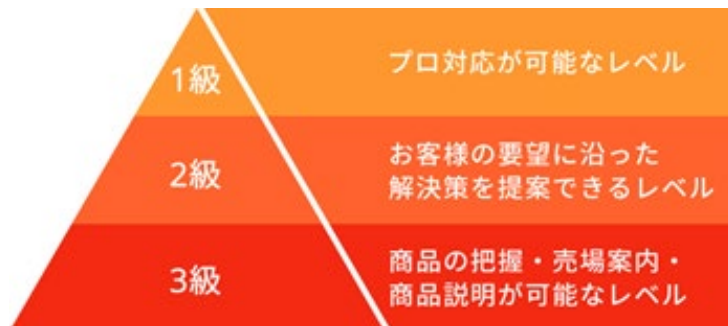 1級
プロ対応が可能なレベル
2級
お客様の要望に沿った
解決策を提案できるレベル
3級
商品の把握・売場案内・
商品説明が可能なレベル